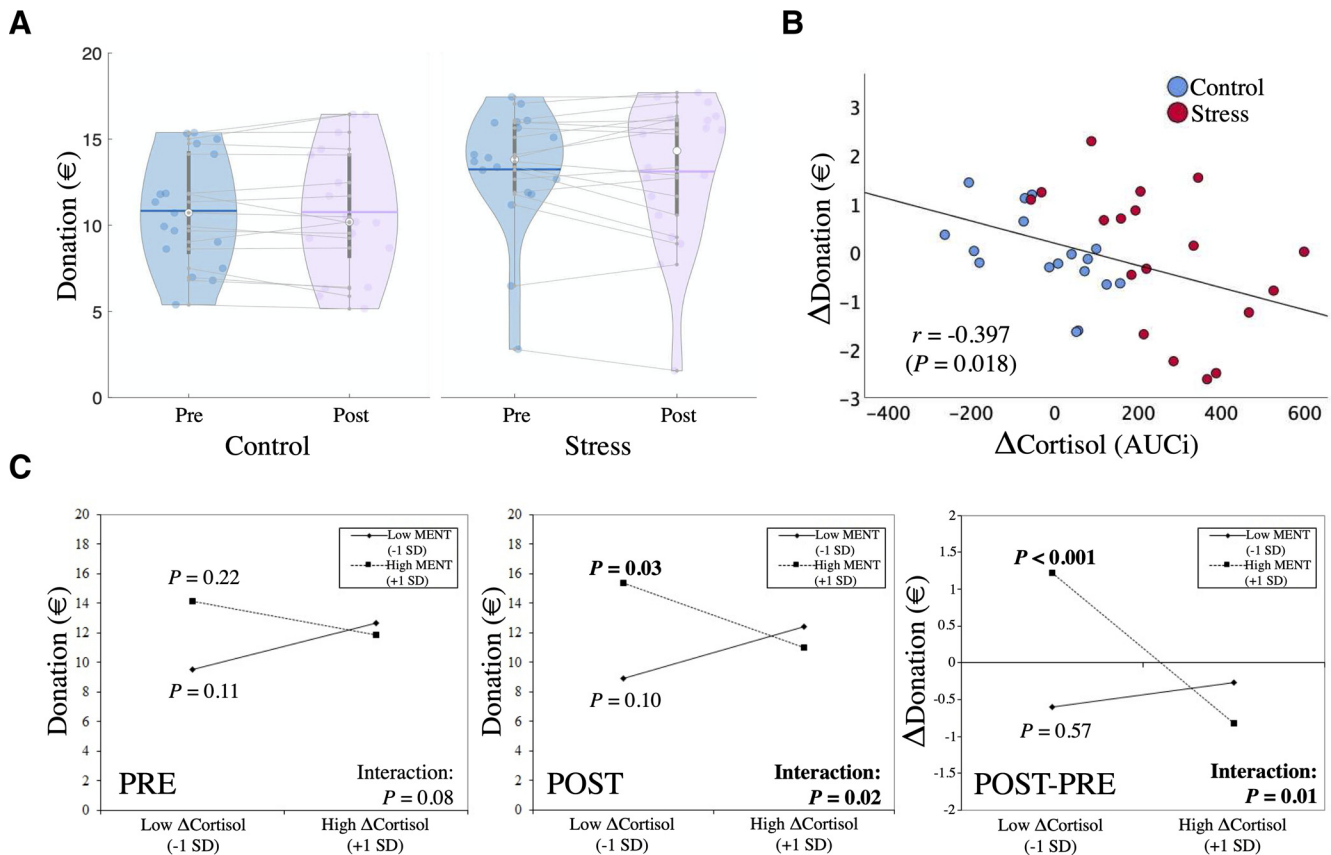 A
20
15
10
5
0
Donation (€)
Pre
Post
Control
Pre
Post
Stress
B
Control
Stress
3
2
1
0
-1
-2
-3
ΔDonation (€)
r = -0.397
(P = 0.018)
-400
-200
0
200
400
600
ΔCortisol (AUCi)
C
20
18
16
14
12
10
8
6
4
2
0
Donation (€)
Low MENT
(-1 SD)
High MENT
(+1 SD)
P = 0.22
P = 0.11
PRE
Interaction:
P = 0.08
Low ΔCortisol
(-1 SD)
High ΔCortisol
(+1 SD)
20
18
16
14
12
10
8
6
4
2
0
Donation (€)
Low MENT
(-1 SD)
High MENT
(+1 SD)
P = 0.03
P = 0.10
POST
Interaction:
P = 0.02
Low ΔCortisol
(-1 SD)
High ΔCortisol
(+1 SD)
2
1.5
1
0.5
0
-0.5
-1
-1.5
-2
ΔDonation (€)
Low MENT
(-1 SD)
High MENT
(+1 SD)
P < 0.001
P = 0.57
POST-PRE
Interaction:
P = 0.01
Low ΔCortisol
(-1 SD)
High ΔCortisol
(+1 SD)